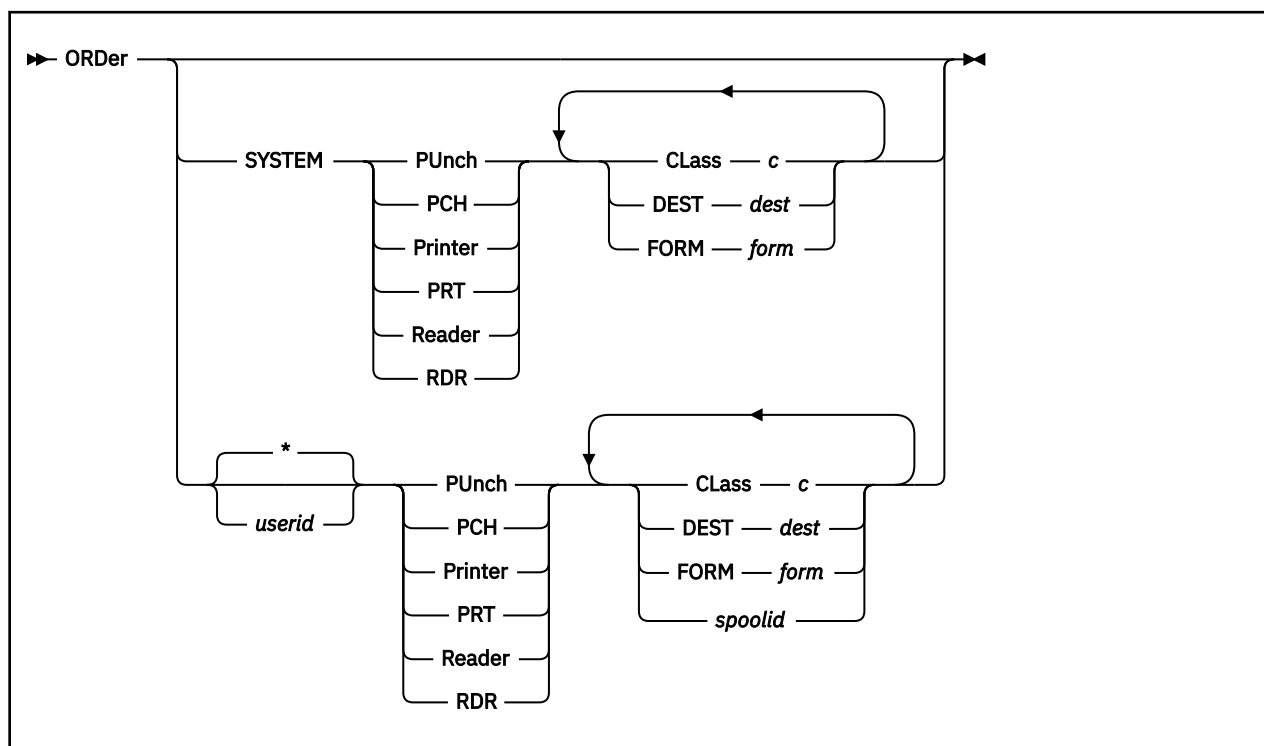 ORDer
SYSTEM PUnch CLass c
PCH DEST dest
Printer FORM form
PRT
Reader
RDR
*
PUnch CLass c
userid PCH DEST dest
Printer FORM form
PRT spoolid
Reader
RDR